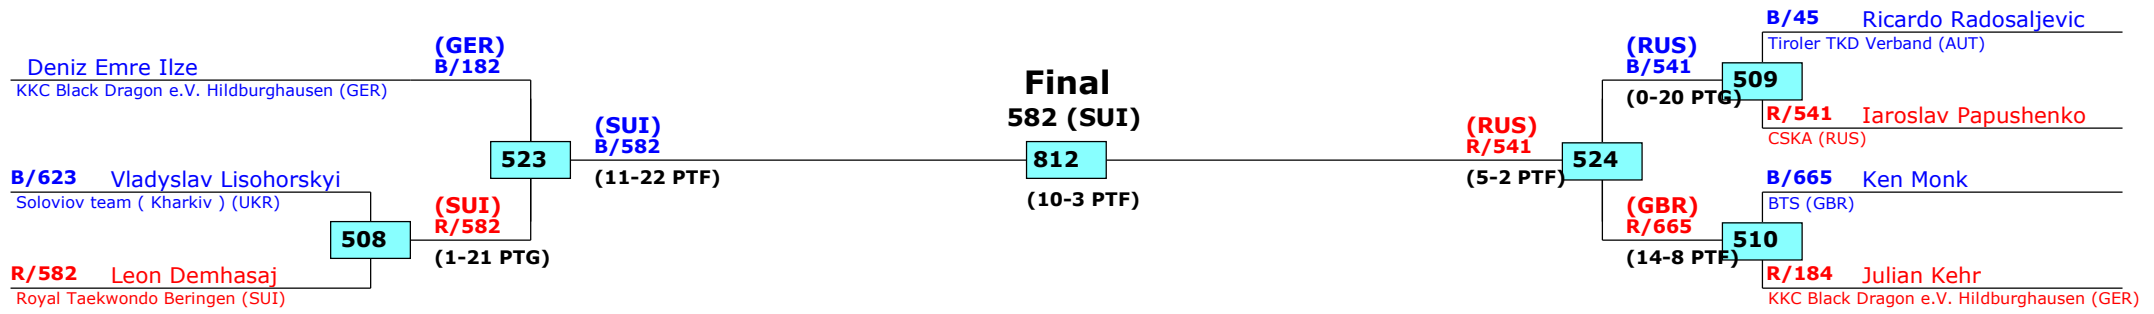 Deniz Emre Ilze
KKC Black Dragon e.V. Hildburghausen (GER)
(GER)
B/182
B/623 Vladyslav Lisohorskyi
Soloviov team ( Kharkiv ) (UKR)
508
R/582 Leon Demhasaj
Royal Taekwondo Beringen (SUI)
(SUI)
R/582
(1-21 PTG)
523
(SUI)
B/582
(11-22 PTF)
Final
582 (SUI)
812
(10-3 PTF)
(RUS)
R/541
(5-2 PTF)
524
(RUS)
B/541
(0-20 PTG)
509
B/45 Ricardo Radosaljevic
Tiroler TKD Verband (AUT)
R/541 Iaroslav Papushenko
CSKA (RUS)
(GBR)
R/665
(14-8 PTF)
510
B/665 Ken Monk
BTS (GBR)
R/184 Julian Kehr
KKC Black Dragon e.V. Hildburghausen (GER)